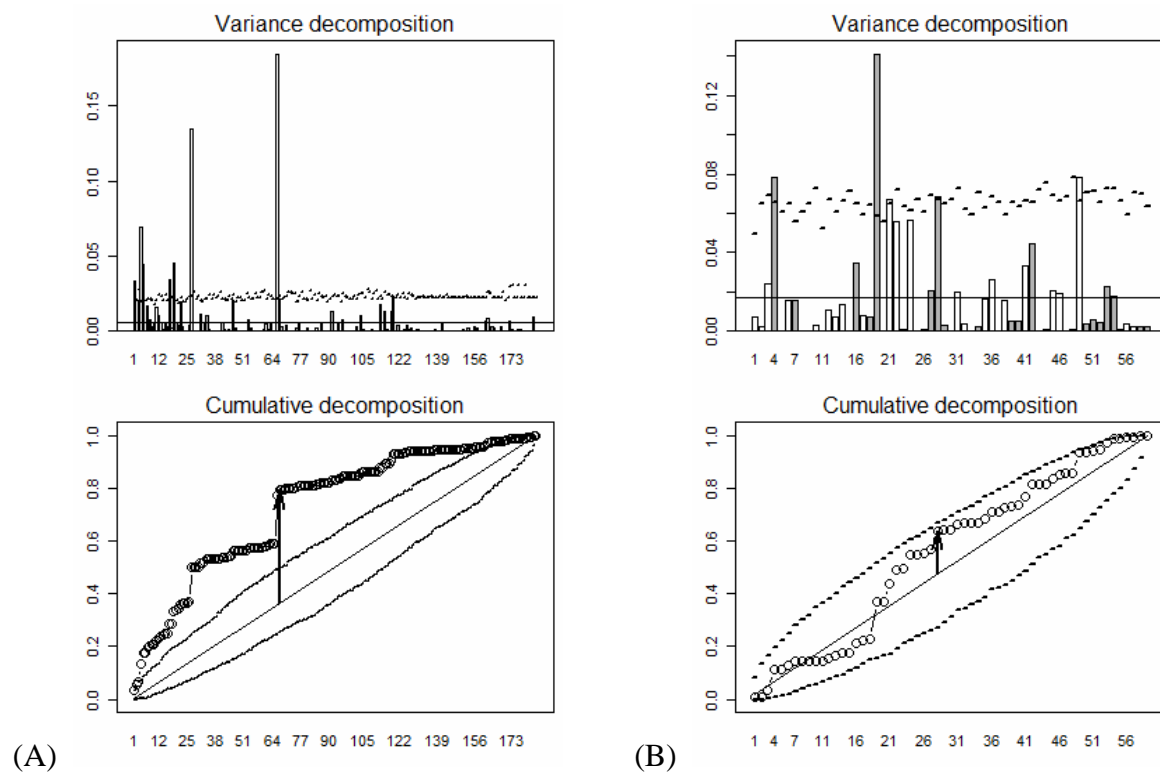 Variance decomposition
0.15
0.10
0.05
0.00
1 12 25 38 51 64 77 90 105 122 139 156 173
Cumulative decomposition
1.0
0.8
0.6
0.4
0.2
0.0
1 12 25 38 51 64 77 90 105 122 139 156 173
(A)
Variance decomposition
0.12
0.08
0.04
0.00
1 4 7 11 16 21 26 31 36 41 46 51 56
Cumulative decomposition
1.0
0.8
0.6
0.4
0.2
0.0
1 4 7 11 16 21 26 31 36 41 46 51 56
(B)